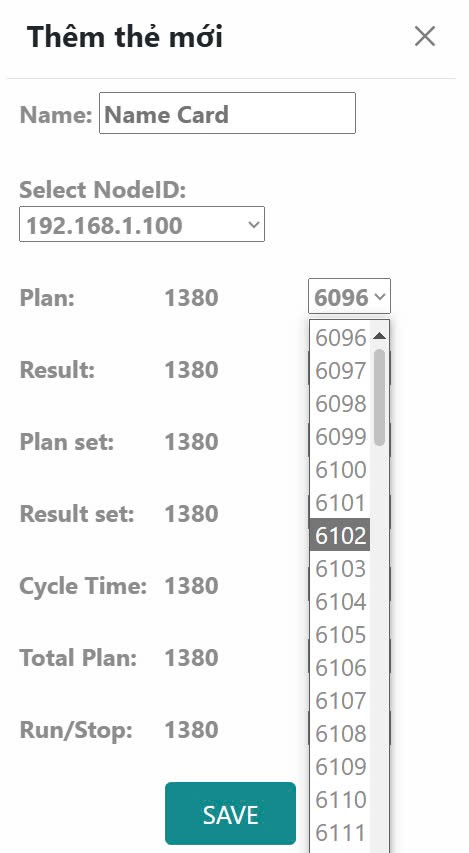 Thêm thẻ mới
Name: Name Card
Select NodeID:
192.168.1.100
Plan: 1380 6096
Result: 1380
Plan set: 1380
Result set: 1380
Cycle Time: 1380
Total Plan: 1380
Run/Stop: 1380
6096
6097
6098
6099
6100
6101
6102
6103
6104
6105
6106
6107
6108
6109
6110
6111
SAVE